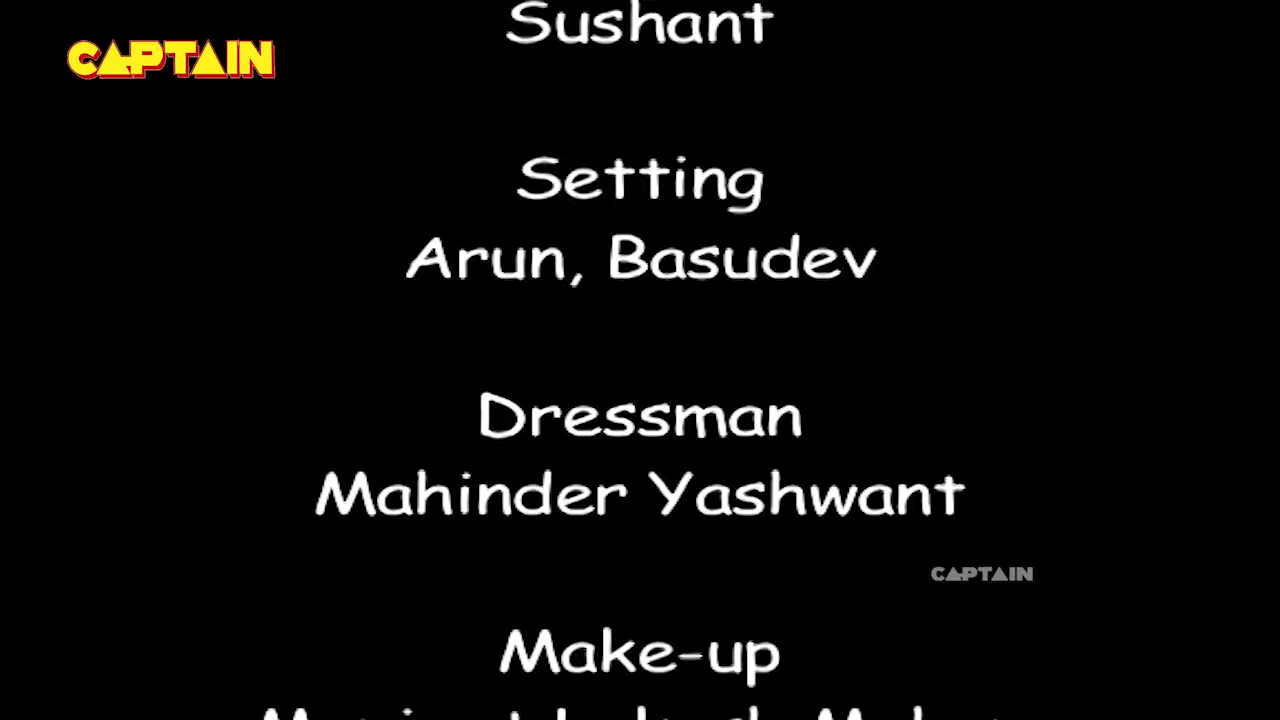 Sushant
CAPTAIN
Setting
Arun, Basudev
Dressman
Mahinder Yashwant
CAPTAIN
Make-up